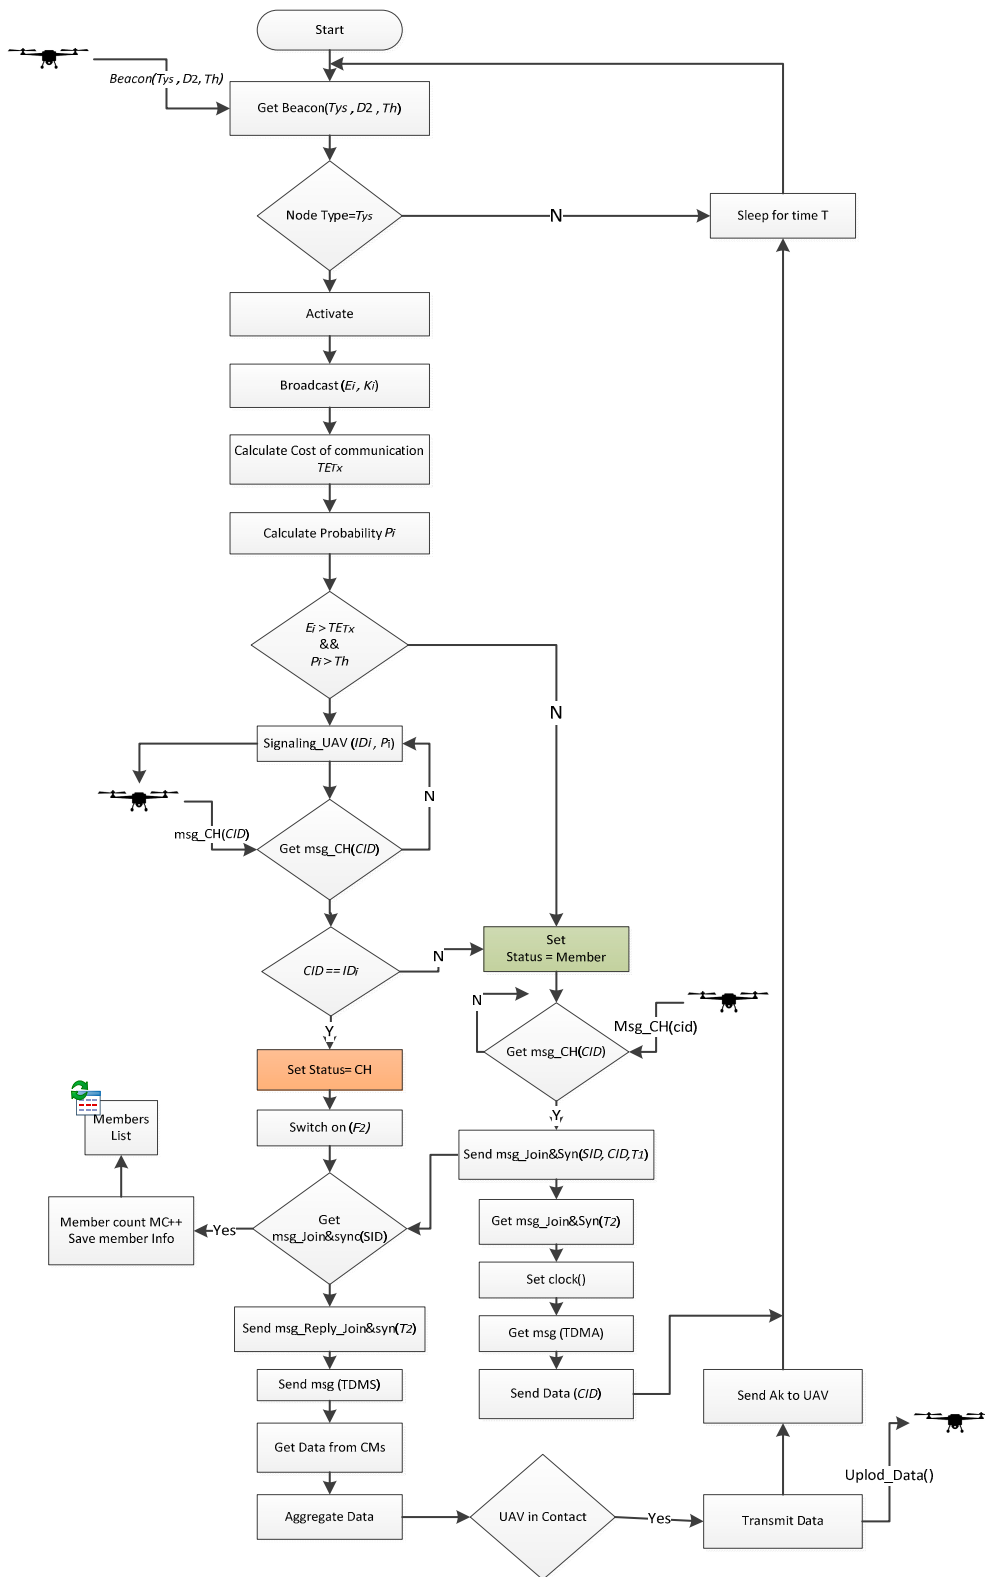 Start
Beacon(Tys , D2, Th)
Get Beacon(Tys , D2 , Th)
Node Type=Tys
N
Sleep for time T
Activate
Broadcast (Ei , Ki)
Calculate Cost of communication
TETx
Calculate Probability Pi
Ei > TETx
&&
Pi > Th
N
Signaling_UAV (IDi , Pi)
N
msg_CH(CID)
Get msg_CH(CID)
CID == IDi
N
Set
Status = Member
N
Msg_CH(cid)
Get msg_CH(CID)
Y
Set Status= CH
Y
Members
List
Switch on (F2)
Send msg_Join&Syn(SID, CID,T1)
Member count MC++
Save member Info
Yes
Get
msg_Join&sync(SID)
Get msg_Join&Syn(T2)
Set clock()
Send msg_Reply_Join&syn(T2)
Get msg (TDMA)
Send msg (TDMS)
Send Data (CID)
Send Ak to UAV
Get Data from CMs
Uplod_Data()
Aggregate Data
UAV in Contact
Yes
Transmit Data